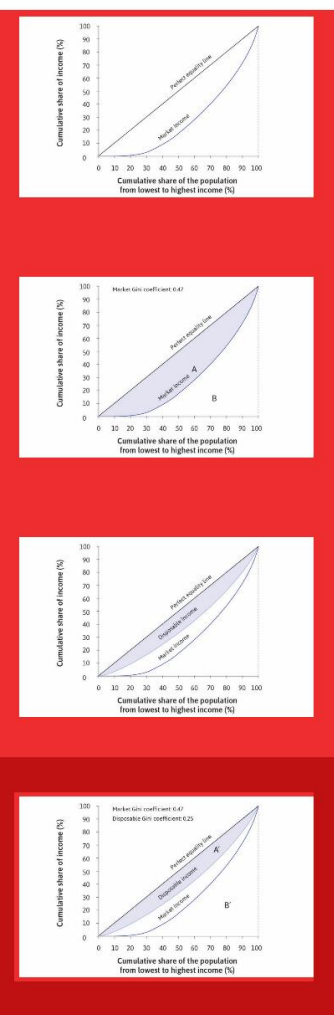 100
90
80
70
60
50
40
30
20
10
0
Cumulative share of income (%)
Perfect equality line
Market income
0 10 20 30 40 50 60 70 80 90 100
Cumulative share of the population
from lowest to highest income (%)
Market Gini coefficient: 0.47
100
90
80
70
60
50
40
30
20
10
0
Cumulative share of income (%)
Perfect equality line
A
Market income
B
0 10 20 30 40 50 60 70 80 90 100
Cumulative share of the population
from lowest to highest income (%)
100
90
80
70
60
50
40
30
20
10
0
Cumulative share of income (%)
Perfect equality line
Disposable income
Market income
0 10 20 30 40 50 60 70 80 90 100
Cumulative share of the population
from lowest to highest income (%)
Market Gini coefficient: 0.47
Disposable Gini coefficient: 0.25
100
90
80
70
60
50
40
30
20
10
0
Cumulative share of income (%)
Perfect equality line
A′
Disposable income
Market income
B′
0 10 20 30 40 50 60 70 80 90 100
Cumulative share of the population
from lowest to highest income (%)